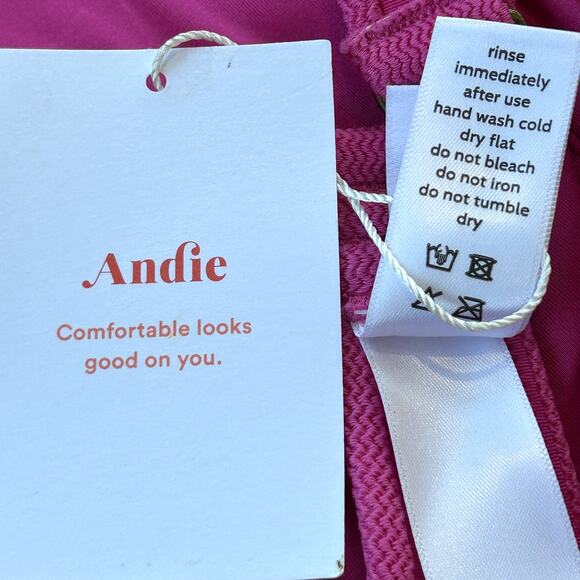 Andie
Comfortable looks
good on you.
rinse
immediately
after use
hand wash cold
dry flat
do not bleach
do not iron
do not tumble
dry